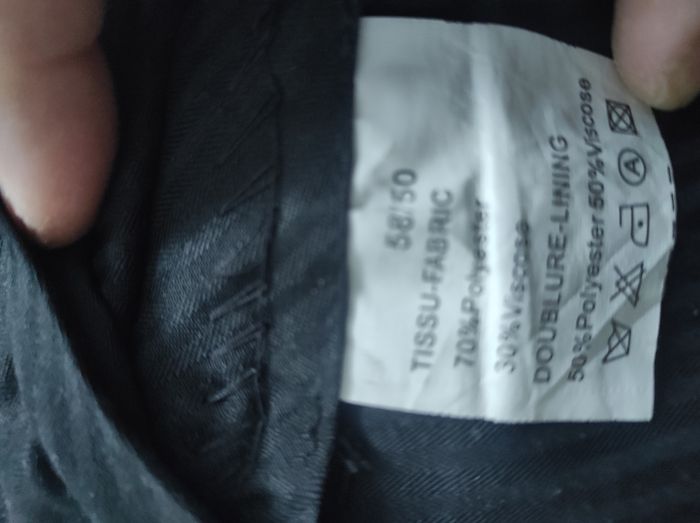 58/50
TISSU-FABRIC
70%Polyester
30%Viscose
DOUBLURE-LINING
50%Polyester 50%Viscose
A